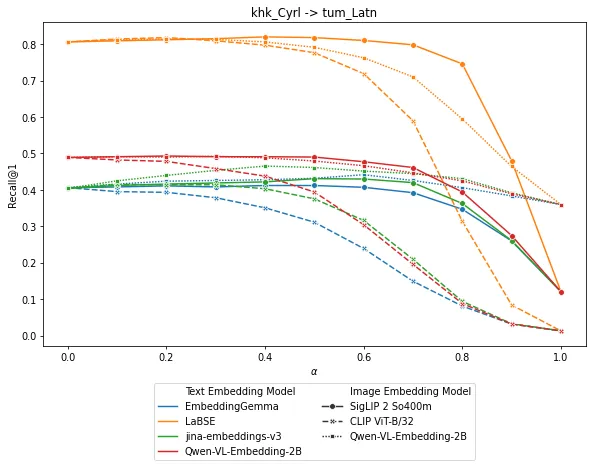 khk_Cyrl -> tum_Latn
Recall@1
0.8
0.7
0.6
0.5
0.4
0.3
0.2
0.1
0.0
0.0 0.2 0.4 0.6 0.8 1.0
α
Text Embedding Model Image Embedding Model
EmbeddingGemma SigLIP 2 So400m
LaBSE CLIP ViT-B/32
jina-embeddings-v3 Qwen-VL-Embedding-2B
Qwen-VL-Embedding-2B